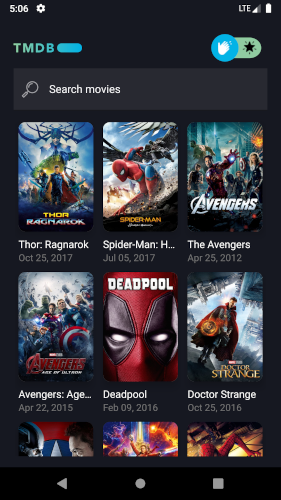 5:06
LTE
TMDB
Search movies
THOR
RAGNAROK
SPIDER-MAN
HOMECOMING
AVENGERS
Thor: Ragnarok
Spider-Man: H...
The Avengers
Oct 25, 2017
Jul 05, 2017
Apr 25, 2012
AVENGERS
AGE OF ULTRON
DEADPOOL
DOCTOR STRANGE
Avengers: Age...
Deadpool
Doctor Strange
Apr 22, 2015
Feb 09, 2016
Oct 25, 2016